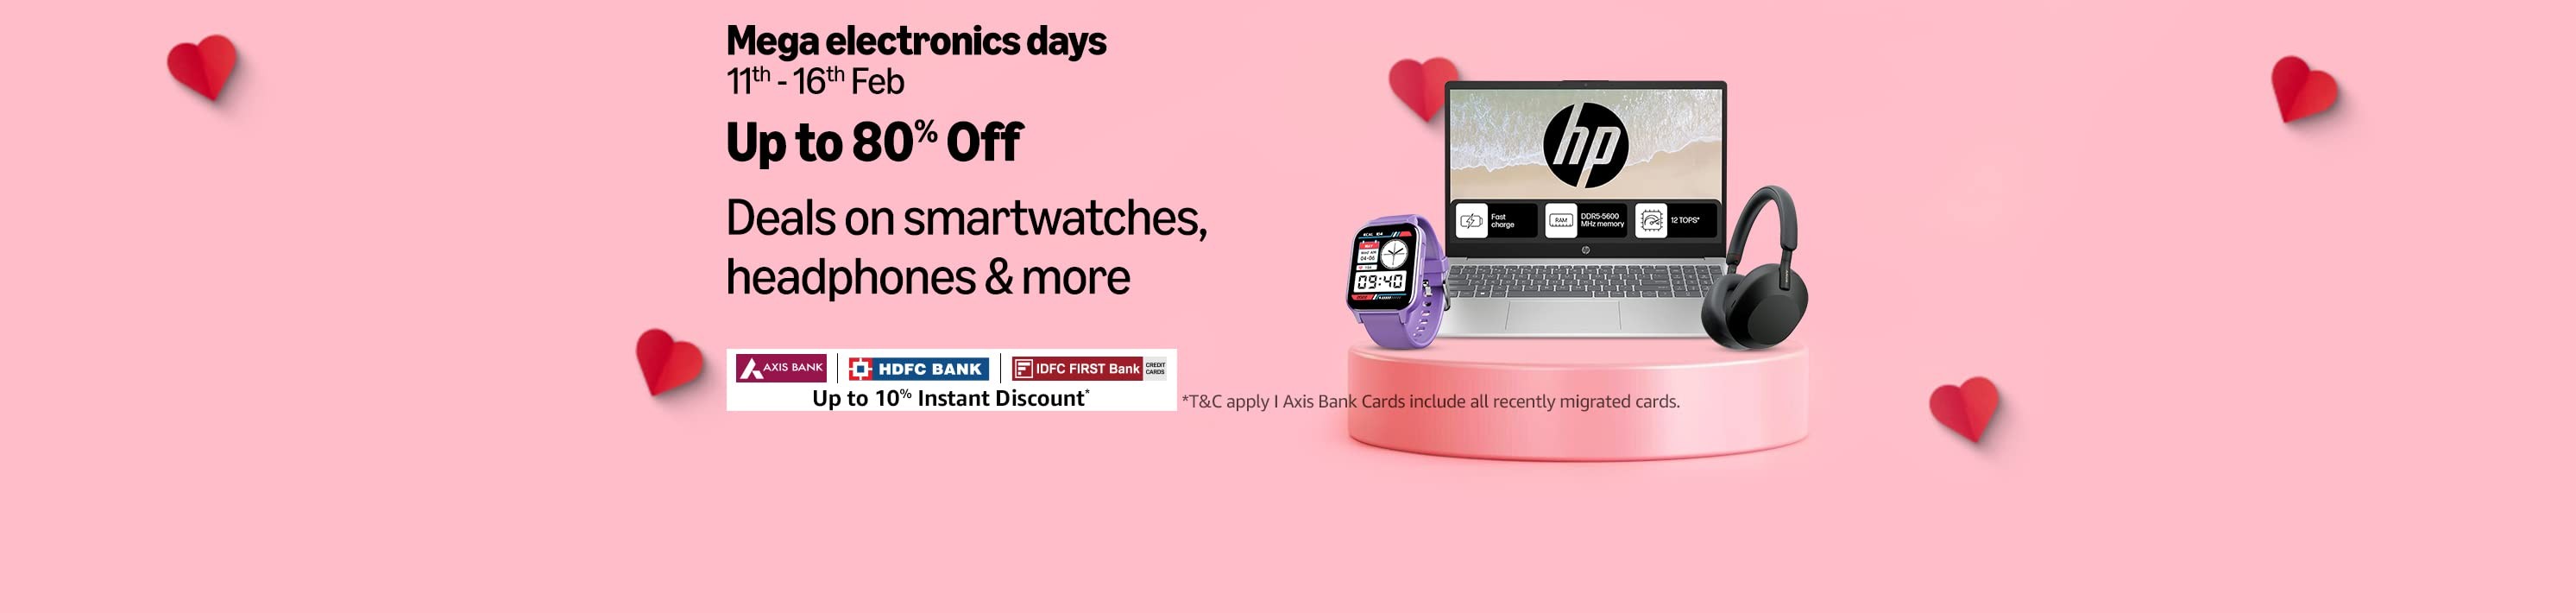 Mega electronics days
11th - 16th Feb
Up to 80% Off
Deals on smartwatches,
headphones & more
AXIS BANK | HDFC BANK | IDFC FIRST Bank CREDIT CARDS
Up to 10% Instant Discount*
*T&C apply I Axis Bank Cards include all recently migrated cards.
hp
Fast
charge
RAM
DDR5-5600
MHz memory
12 TOPS*
hp
09:40